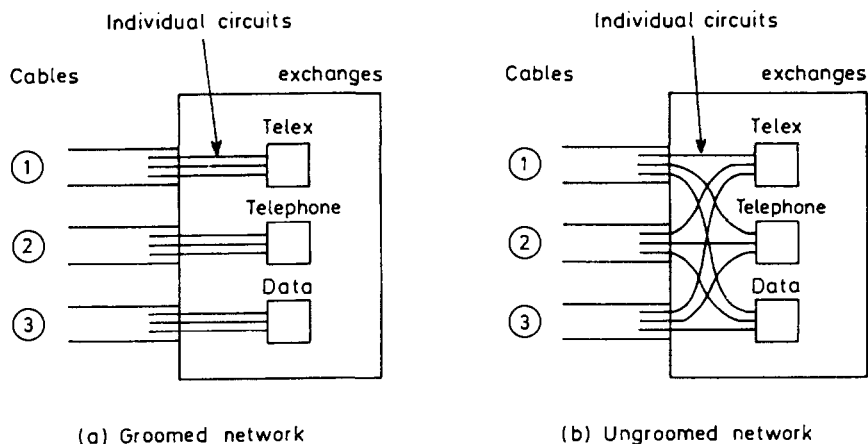 Individual circuits
Cables
exchanges
Telex
1
Telephone
2
Data
3
(a) Groomed network
Individual circuits
Cables
exchanges
Telex
1
Telephone
2
Data
3
(b) Ungroomed network